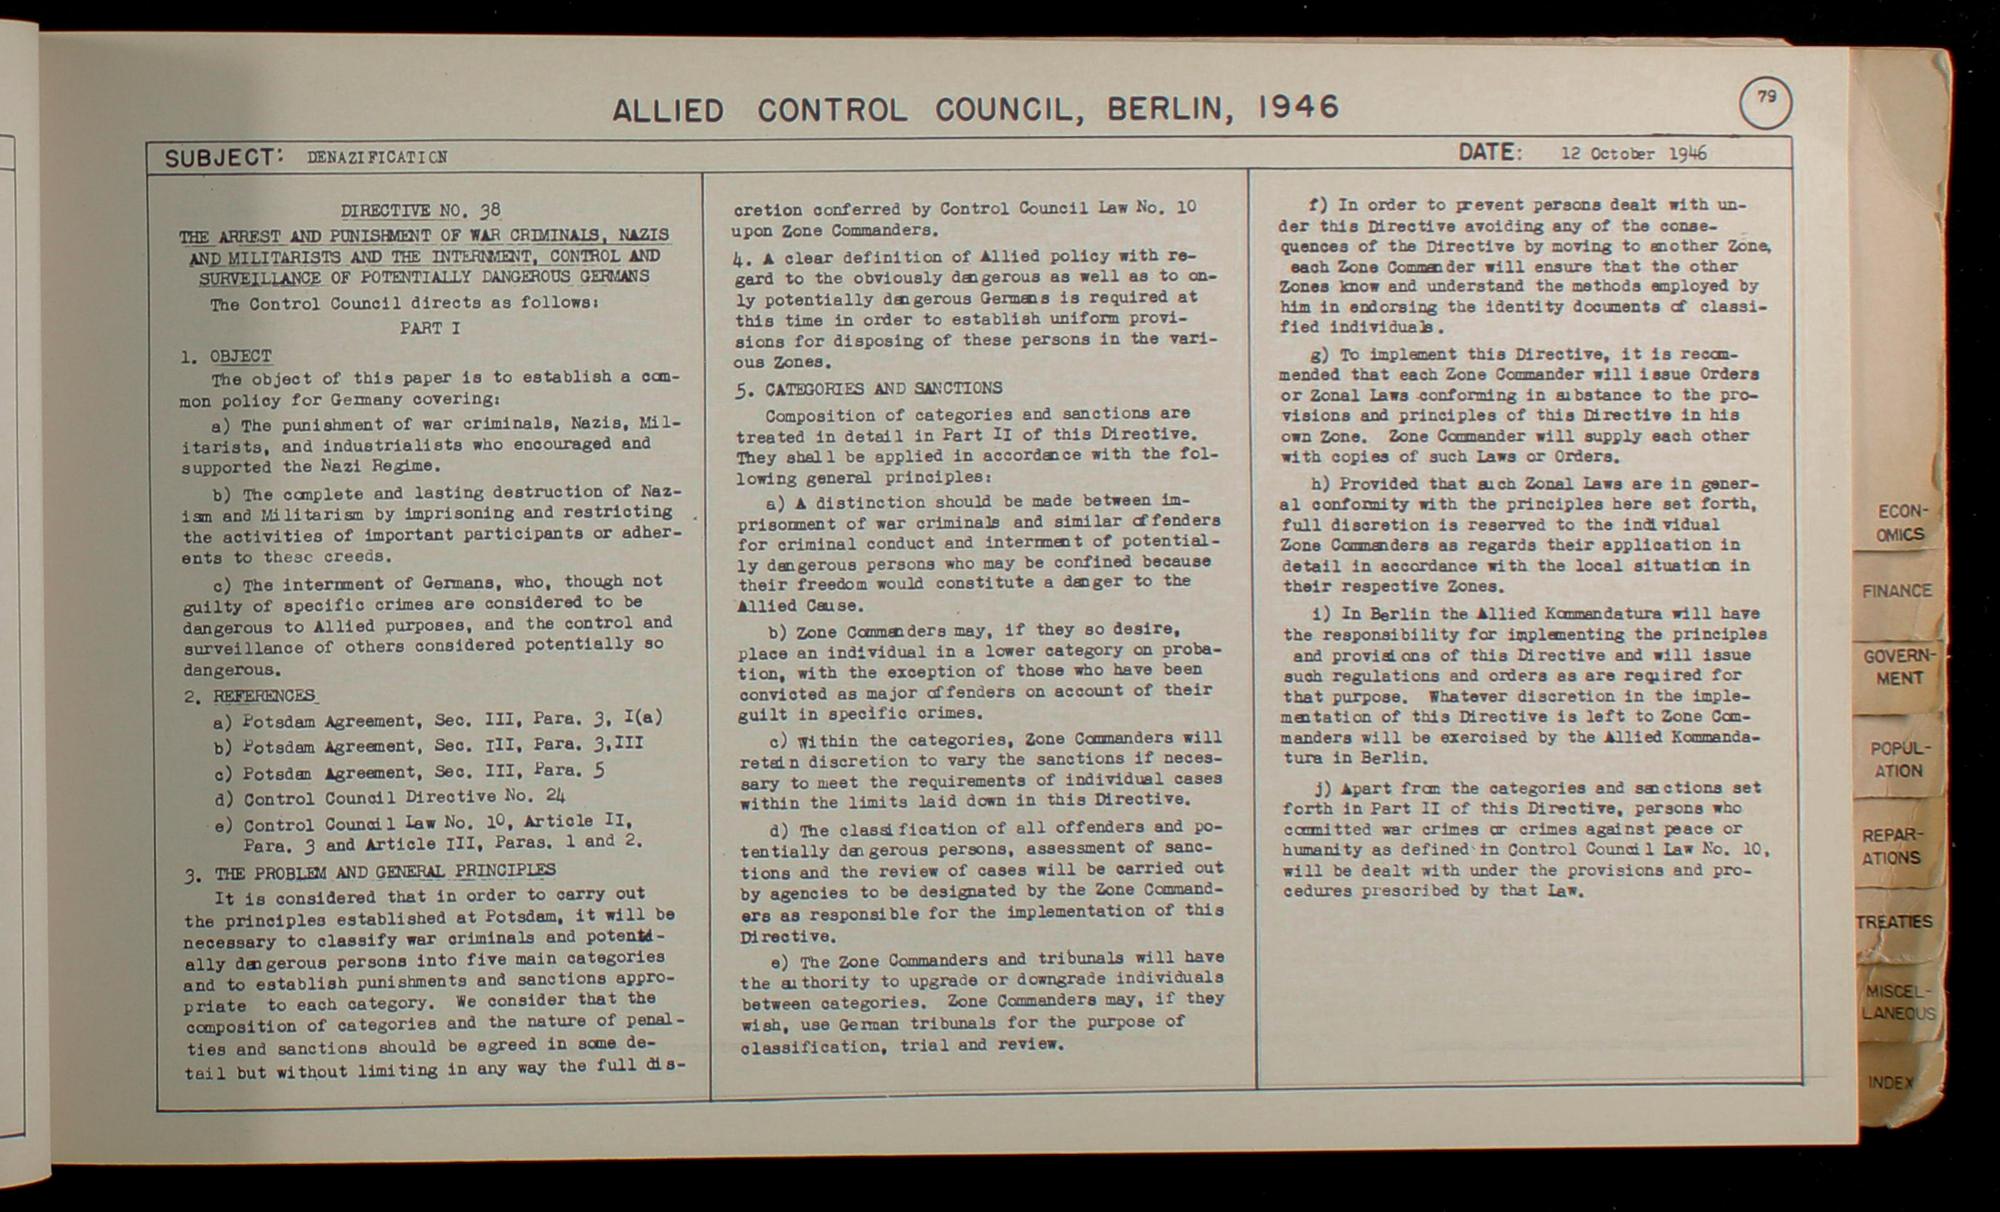 ALLIED CONTROL COUNCIL, BERLIN, 1946
79
SUBJECT: DENAZIFICATION
DATE: 12 October 1946
DIRECTIVE NO. 38
THE ARREST AND PUNISHMENT OF WAR CRIMINALS, NAZIS
AND MILITARISTS AND THE INTERNMENT, CONTROL AND
SURVEILLANCE OF POTENTIALLY DANGEROUS GERMANS
The Control Council directs as follows:
PART I
1. OBJECT
The object of this paper is to establish a com-
mon policy for Germany covering:
a) The punishment of war criminals, Nazis, Mil-
itarists, and industrialists who encouraged and
supported the Nazi Regime.
b) The complete and lasting destruction of Naz-
ism and Militarism by imprisoning and restricting
the activities of important participants or adher-
ents to these creeds.
c) The internment of Germans, who, though not
guilty of specific crimes are considered to be
dangerous to Allied purposes, and the control and
surveillance of others considered potentially so
dangerous.
2. REFERENCES
a) Potsdam Agreement, Sec. III, Para. 3, I(a)
b) Potsdam Agreement, Sec. III, Para. 3,III
c) Potsdam Agreement, Sec. III, Para. 5
d) Control Council Directive No. 24
e) Control Council Law No. 10, Article II,
Para. 3 and Article III, Paras. 1 and 2.
3. THE PROBLEM AND GENERAL PRINCIPLES
It is considered that in order to carry out
the principles established at Potsdam, it will be
necessary to classify war criminals and potenti-
ally dangerous persons into five main categories
and to establish punishments and sanctions appro-
priate to each category. We consider that the
composition of categories and the nature of penal-
ties and sanctions should be agreed in some de-
tail but without limiting in any way the full dis-
cretion conferred by Control Council Law No. 10
upon Zone Commanders.
4. A clear definition of Allied policy with re-
gard to the obviously dangerous as well as to on-
ly potentially dangerous Germans is required at
this time in order to establish uniform provi-
sions for disposing of these persons in the vari-
ous Zones.
5. CATEGORIES AND SANCTIONS
Composition of categories and sanctions are
treated in detail in Part II of this Directive.
They shall be applied in accordance with the fol-
lowing general principles:
a) A distinction should be made between im-
prisonment of war criminals and similar offenders
for criminal conduct and internment of potential-
ly dangerous persons who may be confined because
their freedom would constitute a danger to the
Allied Cause.
b) Zone Commanders may, if they so desire,
place an individual in a lower category on proba-
tion, with the exception of those who have been
convicted as major offenders on account of their
guilt in specific crimes.
c) Within the categories, Zone Commanders will
retain discretion to vary the sanctions if neces-
sary to meet the requirements of individual cases
within the limits laid down in this Directive.
d) The classification of all offenders and po-
tentially dangerous persons, assessment of sanc-
tions and the review of cases will be carried out
by agencies to be designated by the Zone Command-
ers as responsible for the implementation of this
Directive.
e) The Zone Commanders and tribunals will have
the authority to upgrade or downgrade individuals
between categories. Zone Commanders may, if they
wish, use German tribunals for the purpose of
classification, trial and review.
f) In order to prevent persons dealt with un-
der this Directive avoiding any of the conse-
quences of the Directive by moving to another Zone,
each Zone Commander will ensure that the other
Zones know and understand the methods employed by
him in endorsing the identity documents of classi-
fied individuals.
g) To implement this Directive, it is recom-
mended that each Zone Commander will issue Orders
or Zonal Laws conforming in substance to the pro-
visions and principles of this Directive in his
own Zone. Zone Commander will supply each other
with copies of such Laws or Orders.
h) Provided that such Zonal Laws are in gener-
al conformity with the principles here set forth,
full discretion is reserved to the individual
Zone Commanders as regards their application in
detail in accordance with the local situation in
their respective Zones.
i) In Berlin the Allied Kommandatura will have
the responsibility for implementing the principles
and provisions of this Directive and will issue
such regulations and orders as are required for
that purpose. Whatever discretion in the imple-
mentation of this Directive is left to Zone Com-
manders will be exercised by the Allied Kommanda-
tura in Berlin.
j) Apart from the categories and sanctions set
forth in Part II of this Directive, persons who
committed war crimes or crimes against peace or
humanity as defined in Control Council Law No. 10,
will be dealt with under the provisions and pro-
cedures prescribed by that Law.
ECON-
OMICS
FINANCE
GOVERN-
MENT
POPUL-
ATION
REPAR-
ATIONS
TREATIES
MISCEL-
LANEOUS
INDEX